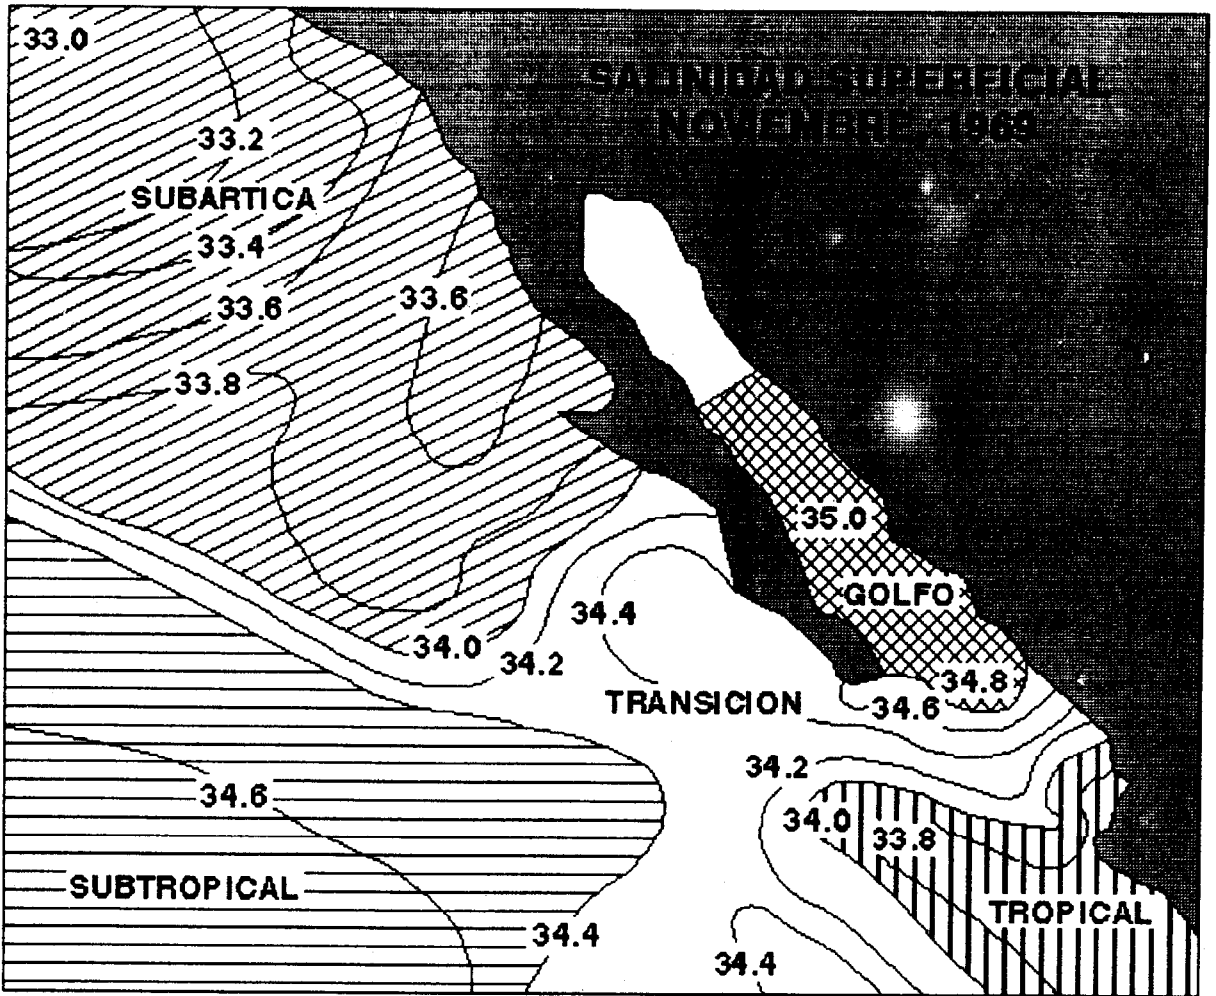 33.0
SALINIDAD SUPERFICIAL
NOVIEMBRE, 1969
33.2
SUBARTICA
33.4
33.6
33.6
33.8
35.0
GOLFO
34.4
34.0
34.2
34.8
TRANSICION
34.6
34.2
34.6
34.0
33.8
SUBTROPICAL
TROPICAL
34.4
34.4